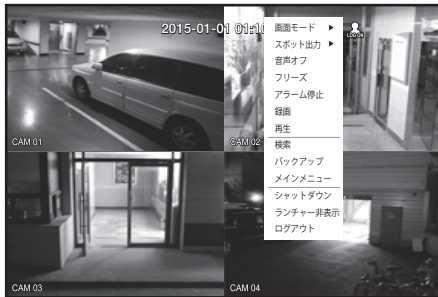 2015-01-01 01:1
LOG ON
画面モード ▶
スポット出力 ▶
音声オフ
フリーズ
アラーム停止
録画
再生
検索
バックアップ
メインメニュー
シャットダウン
ランチャー非表示
ログアウト
CAM 01
CAM 02
CAM 03
CAM 04